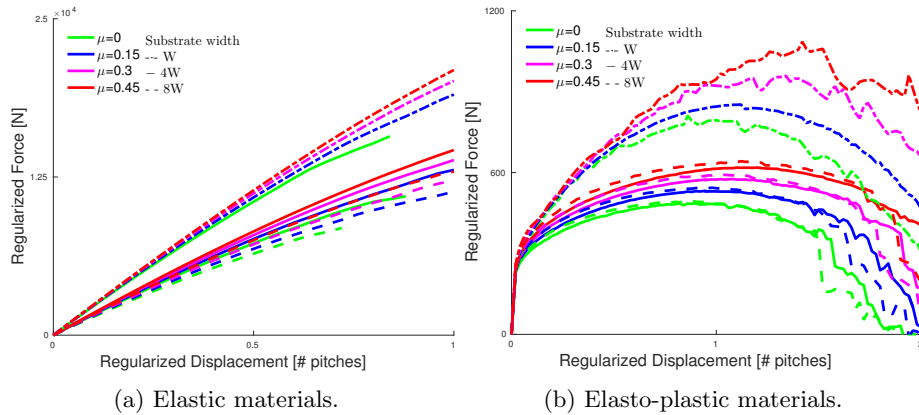 2.5
×10⁴
μ=0 Substrate width
μ=0.15 -·- W
μ=0.3 – 4W
μ=0.45 - - 8W
Regularized Force [N]
1.25
0
0 0.5 1
Regularized Displacement [# pitches]
(a) Elastic materials.
1200
μ=0 Substrate width
μ=0.15 -·- W
μ=0.3 – 4W
μ=0.45 - - 8W
Regularized Force [N]
600
0
0 1 2
Regularized Displacement [# pitches]
(b) Elasto-plastic materials.